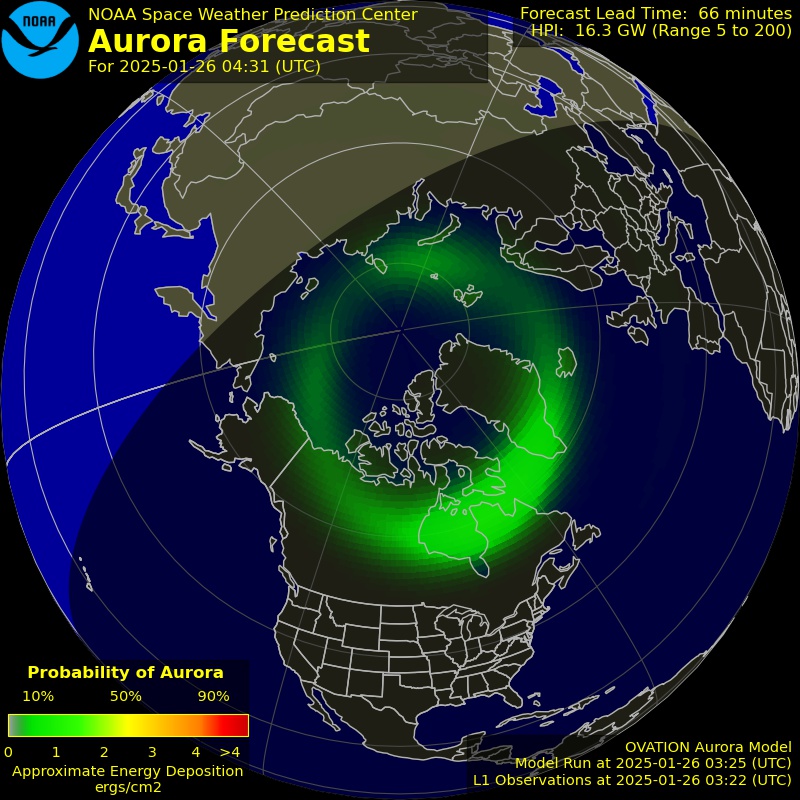 NOAA
NOAA Space Weather Prediction Center
Aurora Forecast
For 2025-01-26 04:31 (UTC)
Forecast Lead Time: 66 minutes
HPI: 16.3 GW (Range 5 to 200)
Probability of Aurora
10% 50% 90%
0 1 2 3 4 >4
Approximate Energy Deposition
ergs/cm2
OVATION Aurora Model
Model Run at 2025-01-26 03:25 (UTC)
L1 Observations at 2025-01-26 03:22 (UTC)